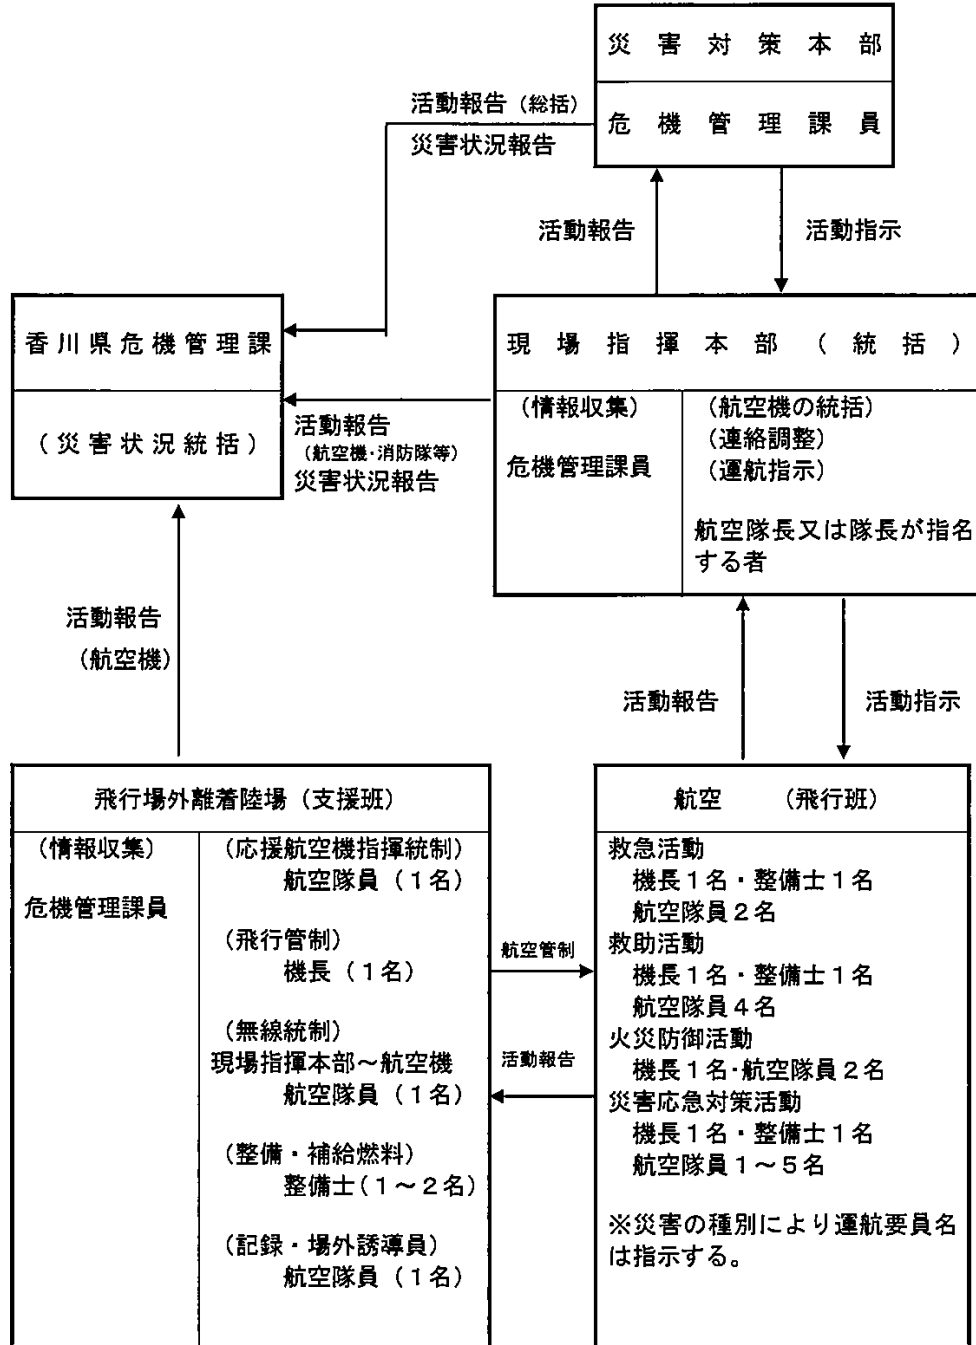 災害対策本部
危機管理課員
活動報告(総括)
災害状況報告
活動報告
活動指示
香川県危機管理課
(災害状況統括)
現場指揮本部(統括)
(情報収集)
危機管理課員
(航空機の統括)
(連絡調整)
(運航指示)
航空隊長又は隊長が指名
する者
活動報告
(航空機・消防隊等)
災害状況報告
活動報告
(航空機)
活動報告
活動指示
飛行場外離着陸場(支援班)
(情報収集)
危機管理課員
(応援航空機指揮統制)
航空隊員(1名)
(飛行管制)
機長(1名)
(無線統制)
現場指揮本部~航空機
航空隊員(1名)
(整備・補給燃料)
整備士(1~2名)
(記録・場外誘導員)
航空隊員(1名)
航空管制
活動報告
航空 (飛行班)
救急活動
機長1名・整備士1名
航空隊員2名
救助活動
機長1名・整備士1名
航空隊員4名
火災防御活動
機長1名・航空隊員2名
災害応急対策活動
機長1名・整備士1名
航空隊員1~5名
※災害の種別により運航要員名
は指示する。